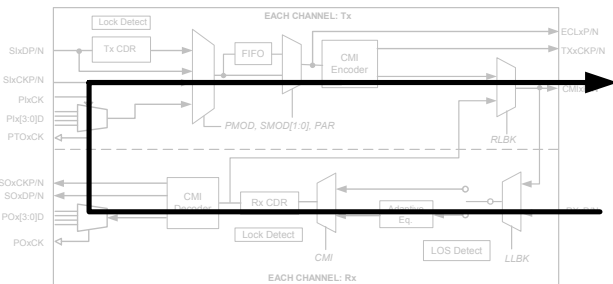 EACH CHANNEL: Tx
Lock Detect
SIxDP/N
Tx CDR
FIFO
CMI
Encoder
ECLxP/N
TXxCKP/N
SIxCKP/N
PIxCK
PIx[3:0]D
PTOxCK
PMOD, SMOD[1:0], PAR
RLBK
SOxCKP/N
SOxDP/N
POx[3:0]D
POxCK
CMI
Decoder
Rx CDR
Lock Detect
CMI
Adaptive
Eq.
LOS Detect
LLBK
EACH CHANNEL: Rx